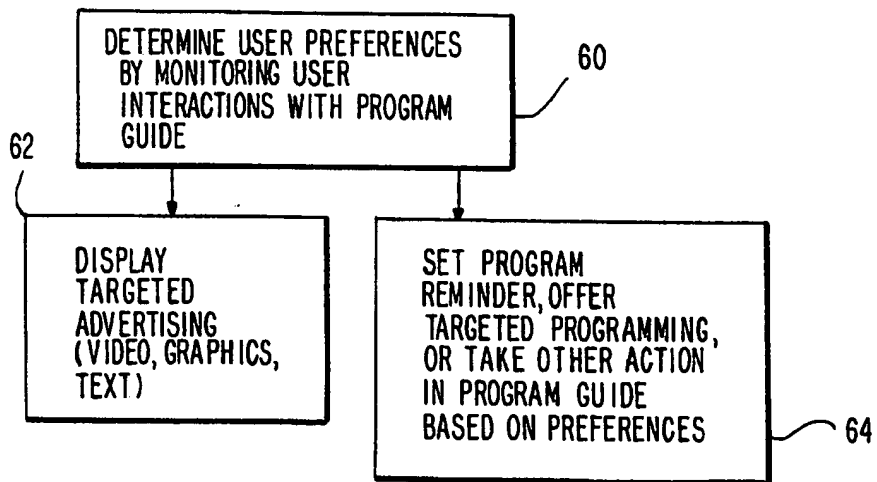 DETERMINE USER PREFERENCES
BY MONITORING USER
INTERACTIONS WITH PROGRAM
GUIDE
60
62
DISPLAY
TARGETED
ADVERTISING
(VIDEO, GRAPHICS,
TEXT)
SET PROGRAM
REMINDER, OFFER
TARGETED PROGRAMMING,
OR TAKE OTHER ACTION
IN PROGRAM GUIDE
BASED ON PREFERENCES
64